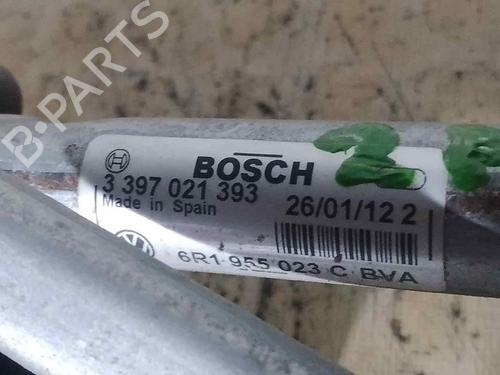 B-PARTS
BOSCH
3 397 021 393
Made in Spain
26/01/12 2
6R1 955 023 C BVA